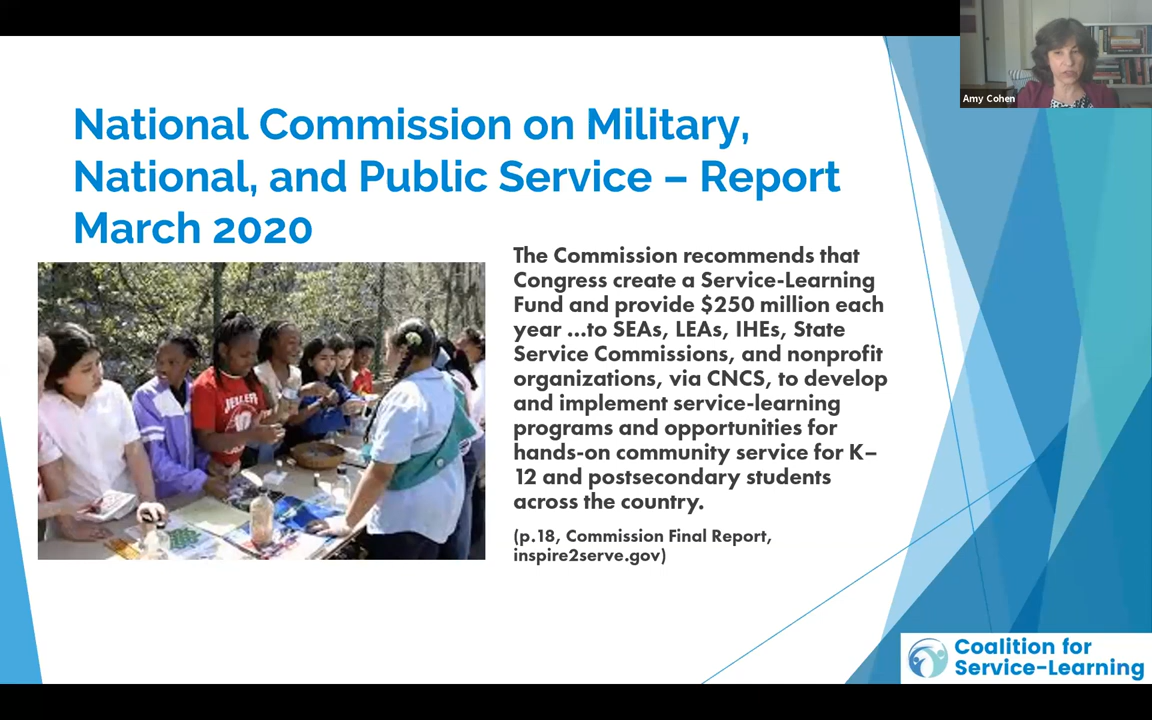 Amy Cohen
National Commission on Military,
National, and Public Service – Report
March 2020
The Commission recommends that
Congress create a Service-Learning
Fund and provide $250 million each
year ...to SEAs, LEAs, IHEs, State
Service Commissions, and nonprofit
organizations, via CNCS, to develop
and implement service-learning
programs and opportunities for
hands-on community service for K–
12 and postsecondary students
across the country.
(p.18, Commission Final Report,
inspire2serve.gov)
JELLEFF
Coalition for
Service-Learning